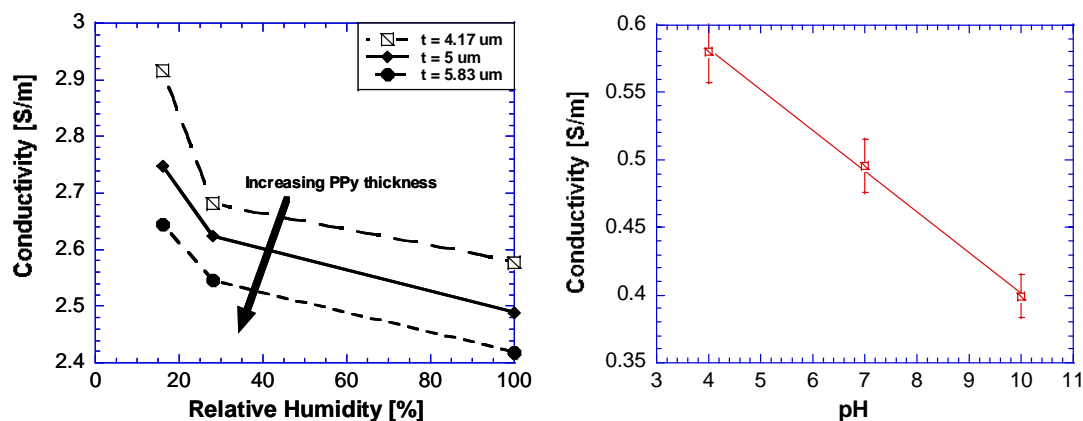 Conductivity [S/m]
3
2.9
2.8
2.7
2.6
2.5
2.4
t = 4.17 um
t = 5 um
t = 5.83 um
Increasing PPy thickness
0 20 40 60 80 100
Relative Humidity [%]
Conductivity [S/m]
0.6
0.55
0.5
0.45
0.4
0.35
3 4 5 6 7 8 9 10 11
pH